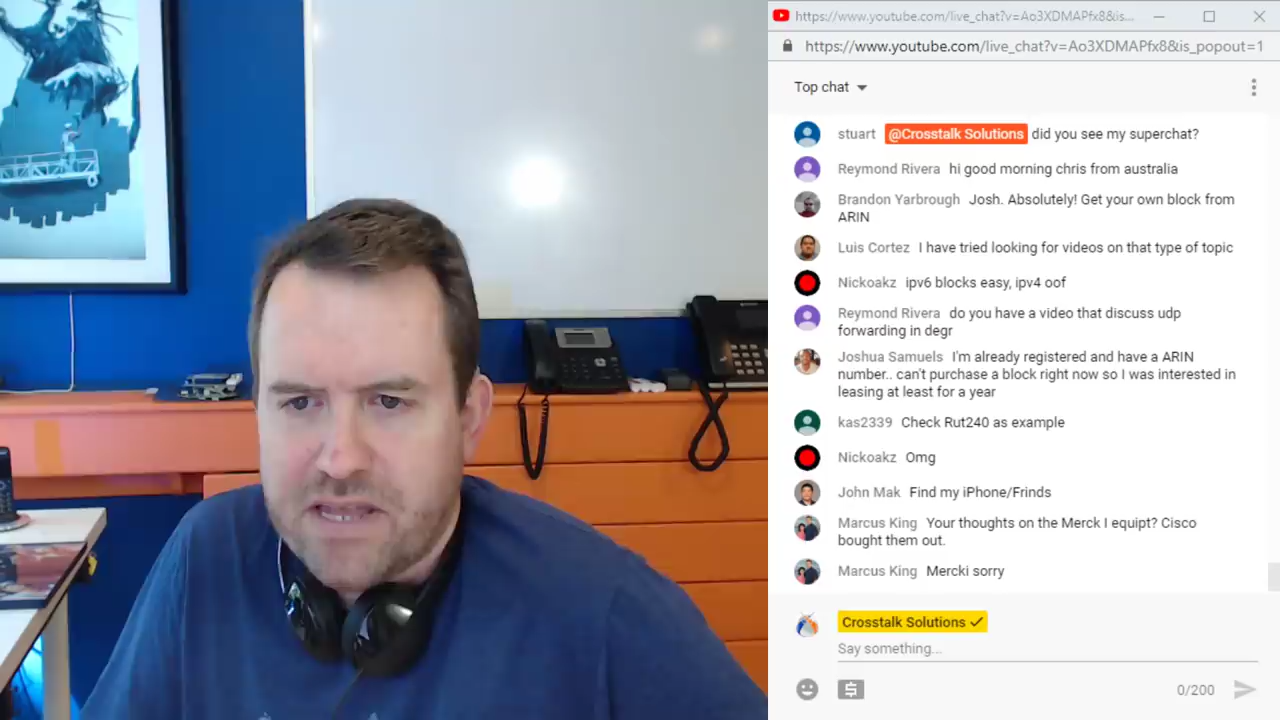 https://www.youtube.com/live_chat?v=Ao3XDMAPfx8&is...
https://www.youtube.com/live_chat?v=Ao3XDMAPfx8&is_popout=1
Top chat
stuart @Crosstalk Solutions did you see my superchat?
Reymond Rivera hi good morning chris from australia
Brandon Yarbrough Josh. Absolutely! Get your own block from
ARIN
Luis Cortez I have tried looking for videos on that type of topic
Nickoakz ipv6 blocks easy, ipv4 oof
Reymond Rivera do you have a video that discuss udp
forwarding in degr
Joshua Samuels I'm already registered and have a ARIN
number.. can't purchase a block right now so I was interested in
leasing at least for a year
kas2339 Check Rut240 as example
Nickoakz Omg
John Mak Find my iPhone/Frinds
Marcus King Your thoughts on the Merck I equipt? Cisco
bought them out.
Marcus King Mercki sorry
Crosstalk Solutions
Say something...
0/200